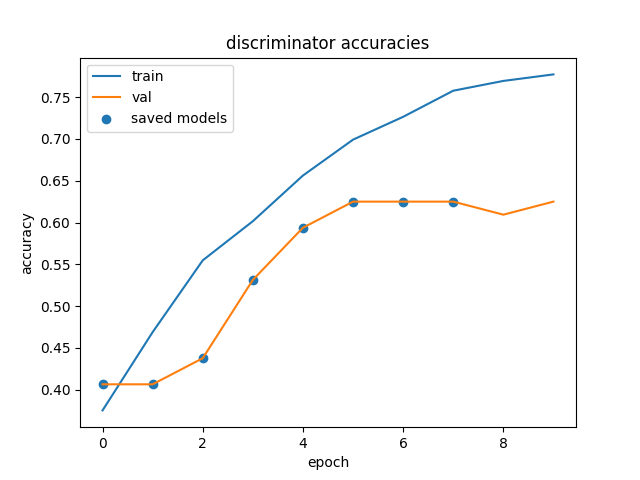 discriminator accuracies
train
val
saved models
0.75
0.70
0.65
0.60
0.55
0.50
0.45
0.40
accuracy
0 2 4 6 8
epoch